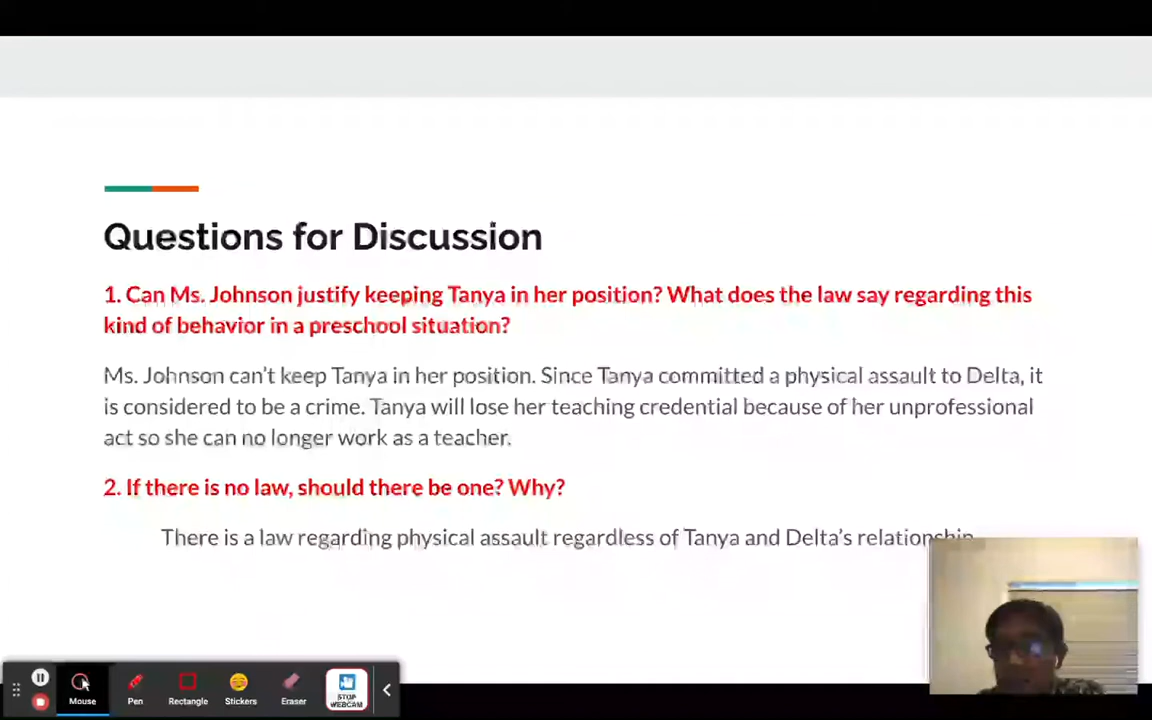 Questions for Discussion
1. Can Ms. Johnson justify keeping Tanya in her position? What does the law say regarding this
kind of behavior in a preschool situation?
Ms. Johnson can't keep Tanya in her position. Since Tanya committed a physical assault to Delta, it
is considered to be a crime. Tanya will lose her teaching credential because of her unprofessional
act so she can no longer work as a teacher.
2. If there is no law, should there be one? Why?
There is a law regarding physical assault regardless of Tanya and Delta's relationship
Mouse
Pen
Rectangle
Stickers
Eraser
STOP
WEBCAM